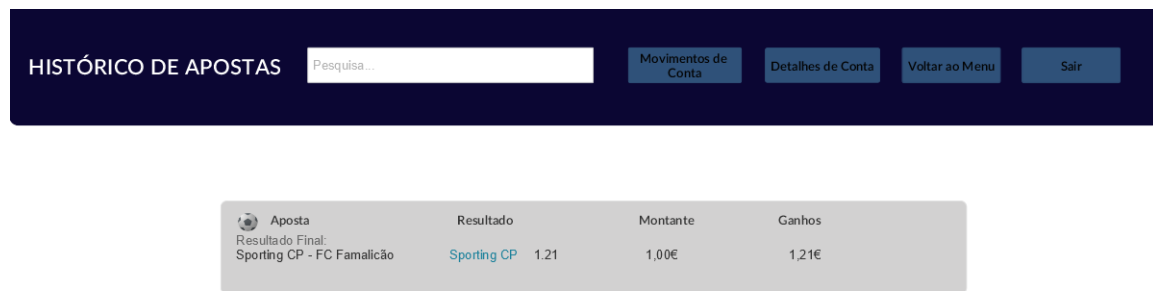 HISTÓRICO DE APOSTAS
Pesquisa...
Movimentos de
Conta
Detalhes de Conta
Voltar ao Menu
Sair
Aposta Resultado Montante Ganhos
Resultado Final:
Sporting CP - FC Famalicão Sporting CP 1.21 1,00€ 1,21€